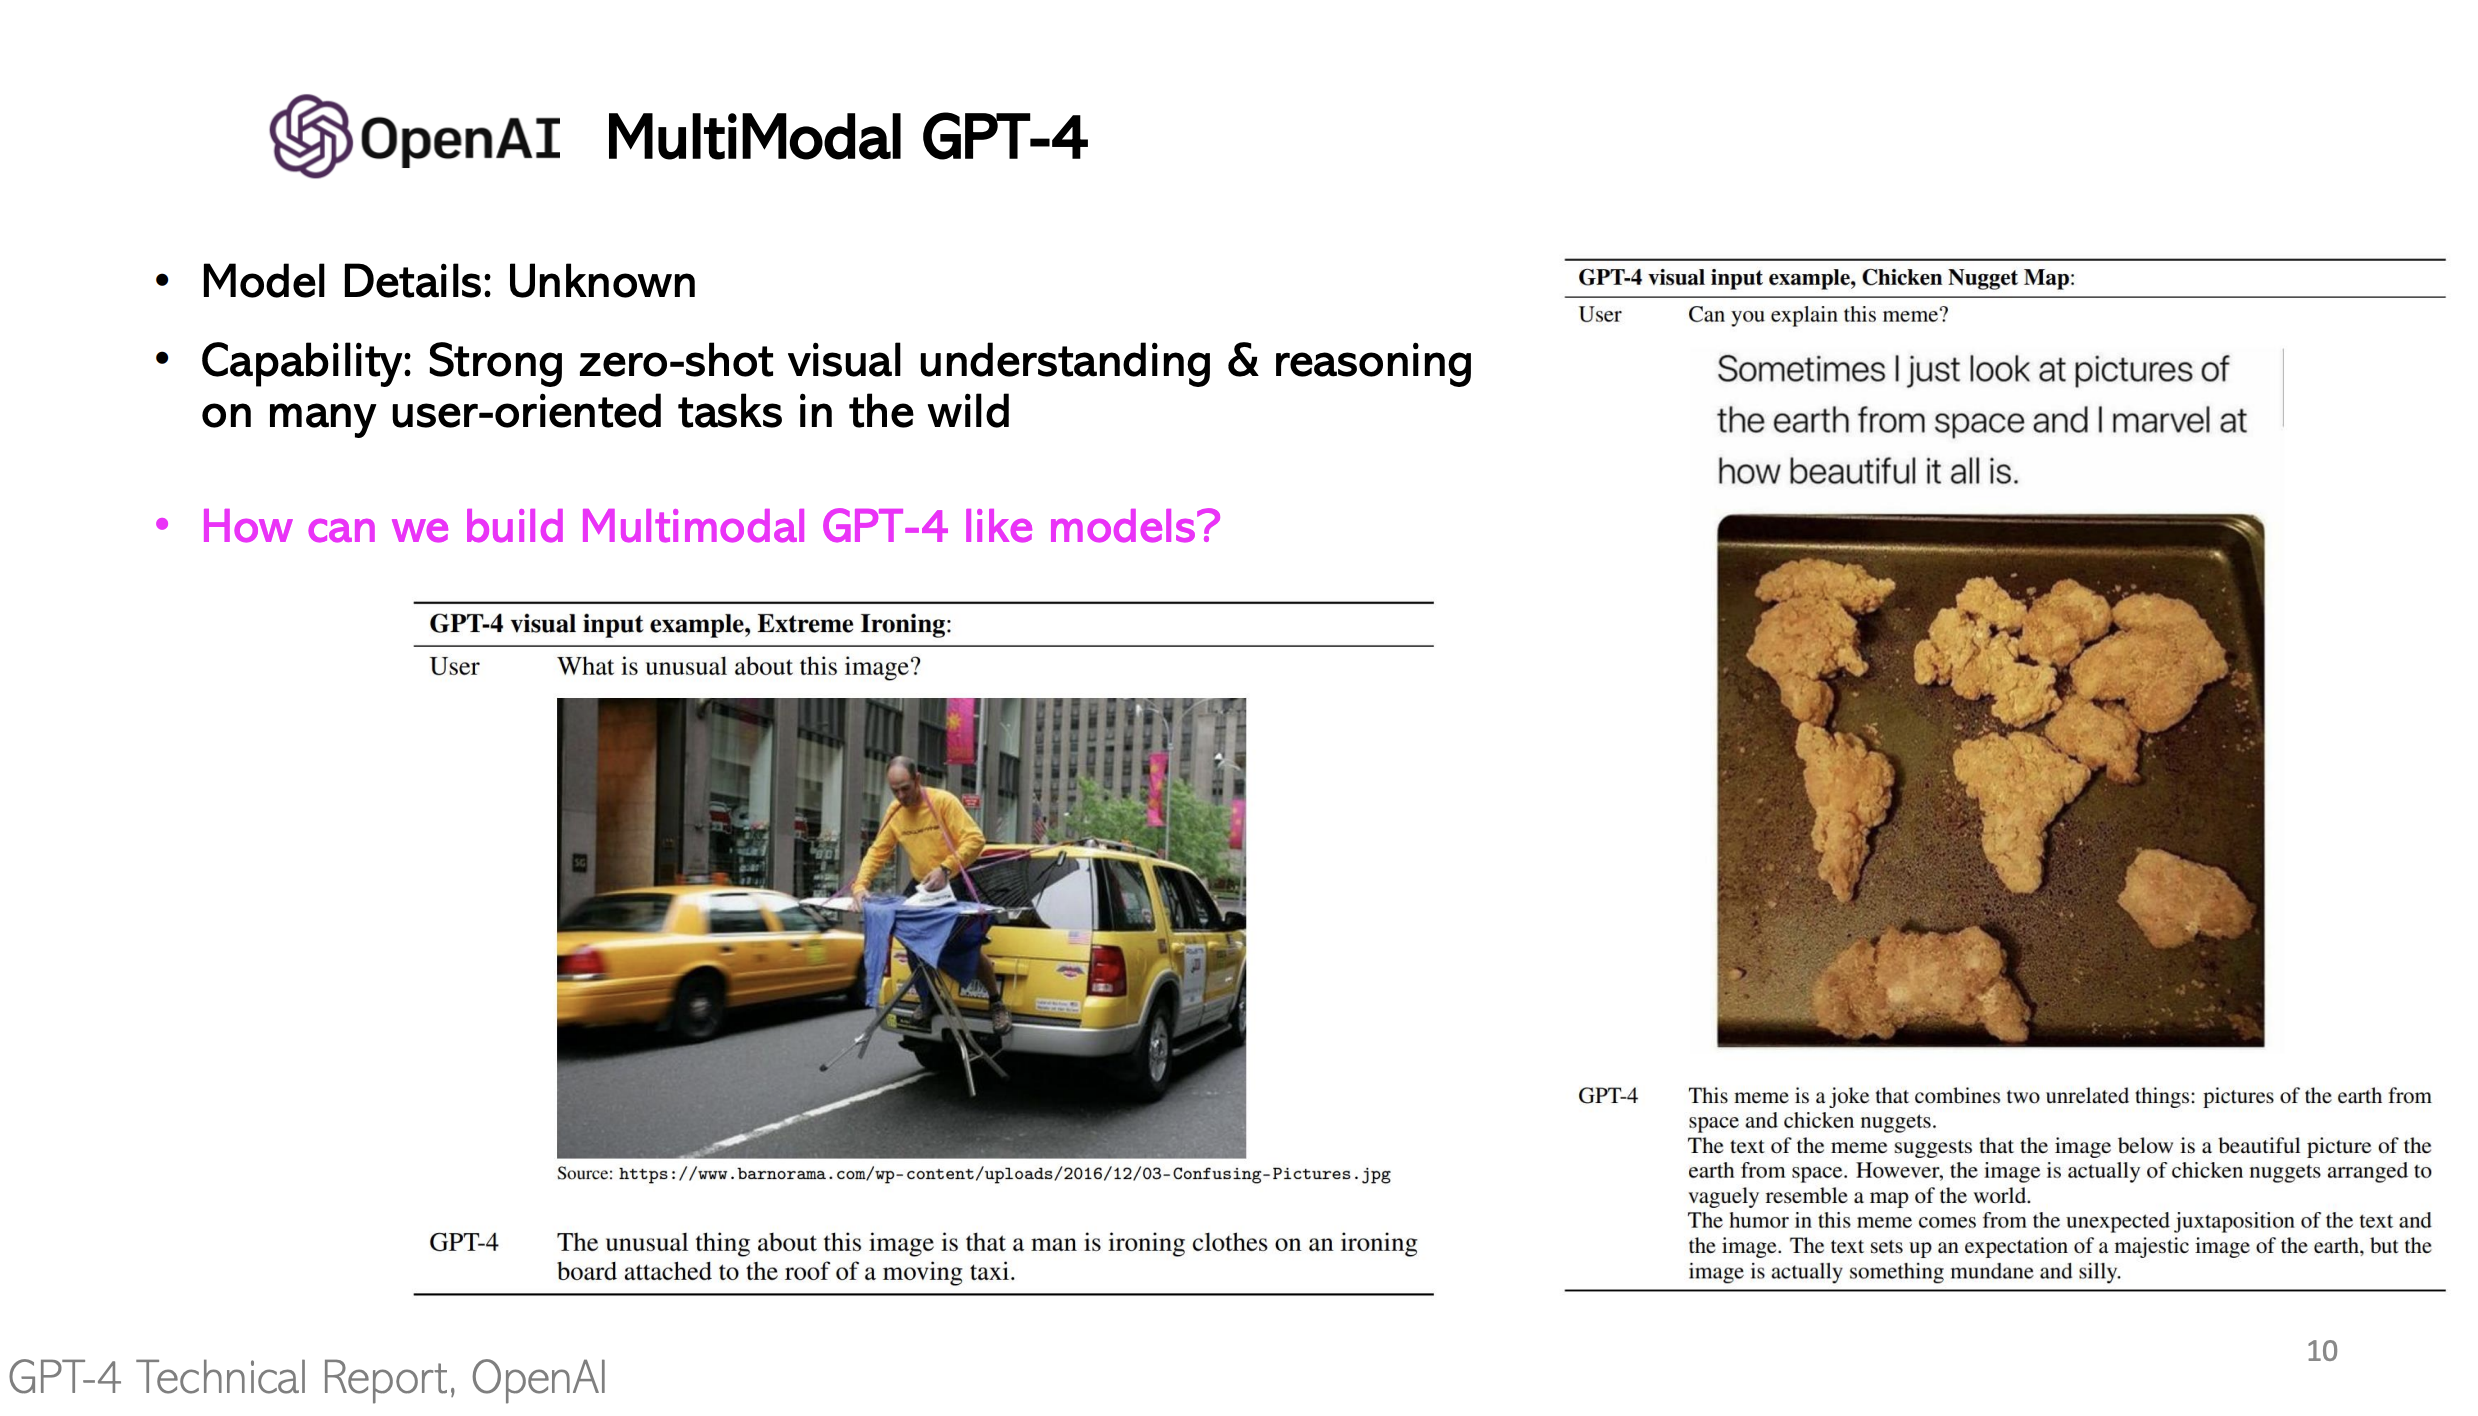 OpenAI MultiModal GPT-4
• Model Details: Unknown
• Capability: Strong zero-shot visual understanding & reasoning
on many user-oriented tasks in the wild
• How can we build Multimodal GPT-4 like models?
GPT-4 visual input example, Extreme Ironing:
User What is unusual about this image?
SG
Source: https://www.barnorama.com/wp-content/uploads/2016/12/03-Confusing-Pictures.jpg
GPT-4 The unusual thing about this image is that a man is ironing clothes on an ironing
board attached to the roof of a moving taxi.
GPT-4 visual input example, Chicken Nugget Map:
User Can you explain this meme?
Sometimes I just look at pictures of
the earth from space and I marvel at
how beautiful it all is.
GPT-4 This meme is a joke that combines two unrelated things: pictures of the earth from
space and chicken nuggets.
The text of the meme suggests that the image below is a beautiful picture of the
earth from space. However, the image is actually of chicken nuggets arranged to
vaguely resemble a map of the world.
The humor in this meme comes from the unexpected juxtaposition of the text and
the image. The text sets up an expectation of a majestic image of the earth, but the
image is actually something mundane and silly.
GPT-4 Technical Report, OpenAI
10